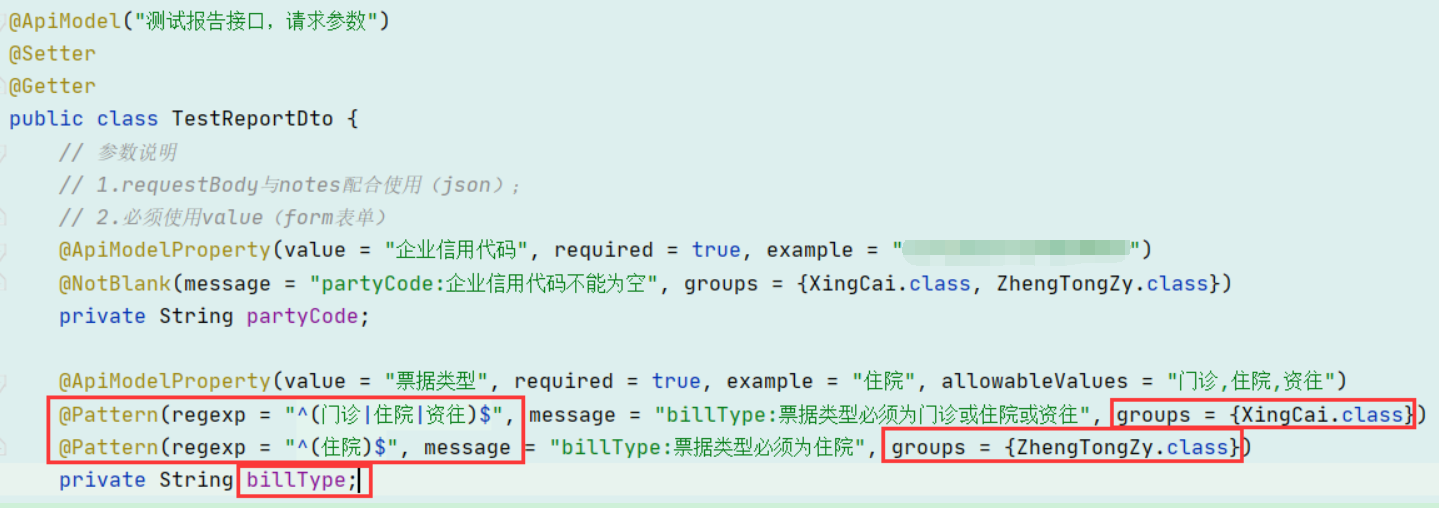 @ApiModel("测试报告接口，请求参数")
@Setter
@Getter
public class TestReportDto {
// 参数说明
// 1.requestBody与notes配合使用（json）；
// 2.必须使用value（form表单）
@ApiModelProperty(value = "企业信用代码", required = true, example = "")
@NotBlank(message = "partyCode:企业信用代码不能为空", groups = {XingCai.class, ZhengTongZy.class})
private String partyCode;
@ApiModelProperty(value = "票据类型", required = true, example = "住院", allowableValues = "门诊,住院,资往")
@Pattern(regexp = "^(门诊|住院|资往)$", message = "billType:票据类型必须为门诊或住院或资往", groups = {XingCai.class})
@Pattern(regexp = "^(住院)$", message = "billType:票据类型必须为住院", groups = {ZhengTongZy.class})
private String billType;